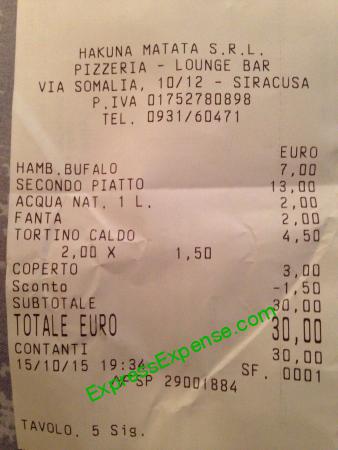 HAKUNA MATATA S.R.L.
PIZZERIA - LOUNGE BAR
VIA SOMALIA, 10/12 - SIRACUSA
P.IVA 01752780898
TEL. 0931/60471
EURO
HAMB.BUFALO 7,00
SECONDO PIATTO 13,00
ACQUA NAT. 1 L. 2,00
FANTA 2,00
TORTINO CALDO 4,50
2,00 X 1,50
COPERTO 3,00
Sconto -1,50
SUBTOTALE 30,00
TOTALE EURO 30,00
CONTANTI 30,00
15/10/15 19:34 SF. 0001
SP 29001884
TAVOLO, 5 Sig.
ExpressExpense.com